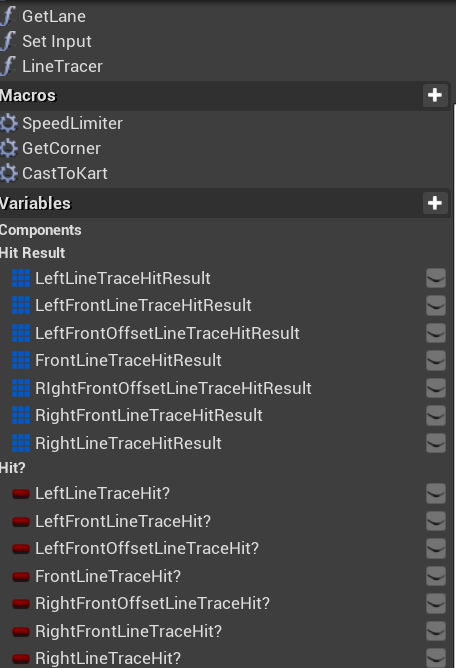 GetLane
Set Input
LineTracer
Macros
SpeedLimiter
GetCorner
CastToKart
Variables
Components
Hit Result
LeftLineTraceHitResult
LeftFrontLineTraceHitResult
LeftFrontOffsetLineTraceHitResult
FrontLineTraceHitResult
RIghtFrontOffsetLineTraceHitResult
RightFrontLineTraceHitResult
RightLineTraceHitResult
Hit?
LeftLineTraceHit?
LeftFrontLineTraceHit?
LeftFrontOffsetLineTraceHit?
FrontLineTraceHit?
RightFrontOffsetLineTraceHit?
RightFrontLineTraceHit?
RightLineTraceHit?